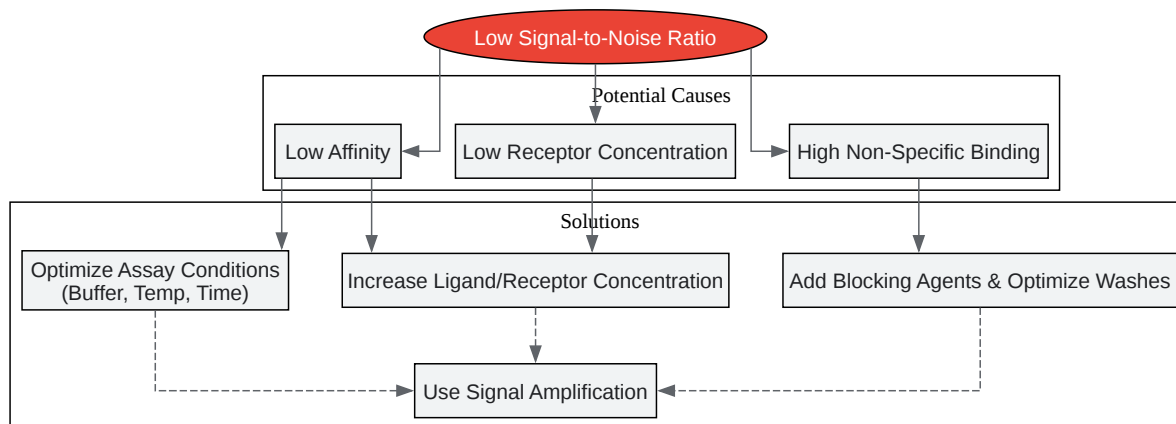 Low Signal-to-Noise Ratio
Potential Causes
Low Affinity
Low Receptor Concentration
High Non-Specific Binding
Solutions
Optimize Assay Conditions
(Buffer, Temp, Time)
Increase Ligand/Receptor Concentration
Add Blocking Agents & Optimize Washes
Use Signal Amplification